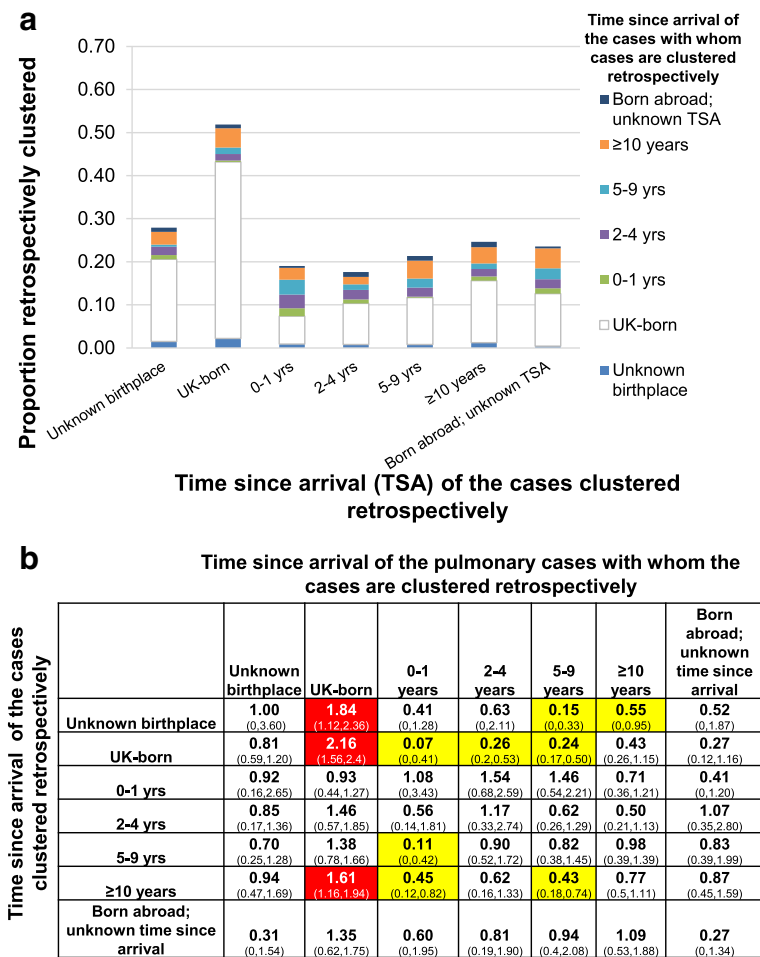 a
Time since arrival of
the cases with whom
cases are clustered
retrospectively
Proportion retrospectively clustered
0.70
0.60
0.50
0.40
0.30
0.20
0.10
0.00
Unknown birthplace
UK-born
0-1 yrs
2-4 yrs
5-9 yrs
≥10 years
Born abroad; unknown TSA
Born abroad;
unknown TSA
≥10 years
5-9 yrs
2-4 yrs
0-1 yrs
UK-born
Unknown
birthplace
Time since arrival (TSA) of the cases clustered
retrospectively
b
Time since arrival of the pulmonary cases with whom the
cases are clustered retrospectively
Time since arrival of the cases
clustered retrospectively
Unknown birthplace UK-born 0-1 years 2-4 years 5-9 years ≥10 years Born abroad; unknown time since arrival
Unknown birthplace 1.00 1.84 0.41 0.63 0.15 0.55 0.52
(0,3.60) (1.12,2.36) (0,1.28) (0,2.11) (0,0.33) (0,0.95) (0,1.87)
UK-born 0.81 2.16 0.07 0.26 0.24 0.43 0.27
(0.59,1.20) (1.56,2.4) (0,0.41) (0.2,0.53) (0.17,0.50) (0.26,1.15) (0.12,1.16)
0-1 yrs 0.92 0.93 1.08 1.54 1.46 0.71 0.41
(0.16,2.65) (0.44,1.27) (0,3.43) (0.68,2.59) (0.54,2.21) (0.36,1.21) (0,1.20)
2-4 yrs 0.85 1.46 0.56 1.17 0.62 0.50 1.07
(0.17,1.36) (0.57,1.85) (0.14,1.81) (0.33,2.74) (0.26,1.29) (0.21,1.13) (0.35,2.80)
5-9 yrs 0.70 1.38 0.11 0.90 0.82 0.98 0.83
(0.25,1.28) (0.78,1.66) (0,0.42) (0.52,1.72) (0.38,1.45) (0.39,1.39) (0.39,1.99)
≥10 years 0.94 1.61 0.45 0.62 0.43 0.77 0.87
(0.47,1.69) (1.16,1.94) (0.12,0.82) (0.16,1.33) (0.18,0.74) (0.5,1.11) (0.45,1.59)
Born abroad;
unknown time since
arrival 0.31 1.35 0.60 0.81 0.94 1.09 0.27
(0,1.54) (0.62,1.75) (0,1.95) (0.19,1.90) (0.4,2.08) (0.53,1.88) (0,1.34)